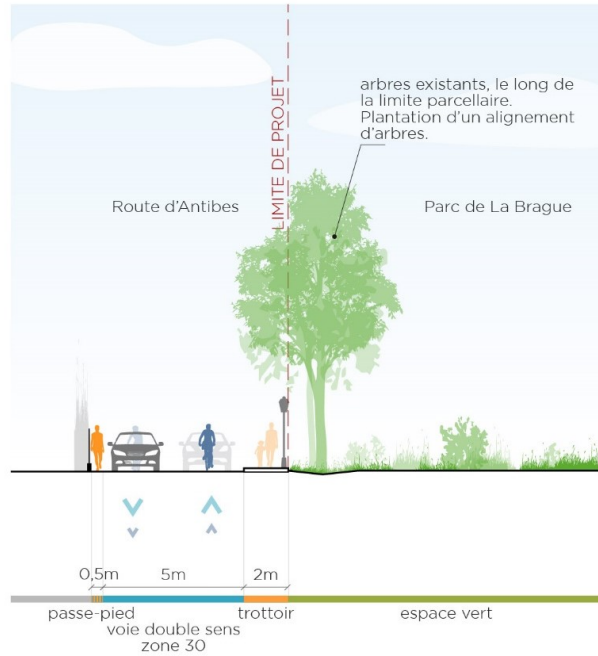 LIMITE DE PROJET
arbres existants, le long de
la limite parcellaire.
Plantation d'un alignement
d'arbres.
Route d'Antibes
Parc de La Brague
0,5m
5m
2m
passe-pied
voie double sens
zone 30
trottoir
espace vert